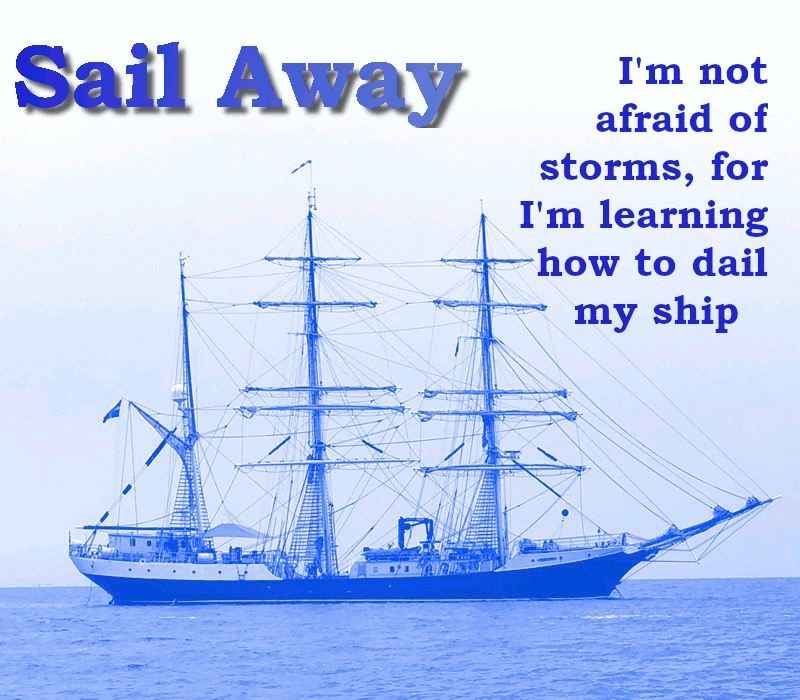 Sail Away
I'm not
afraid of
storms, for
I'm learning
how to dail
my ship